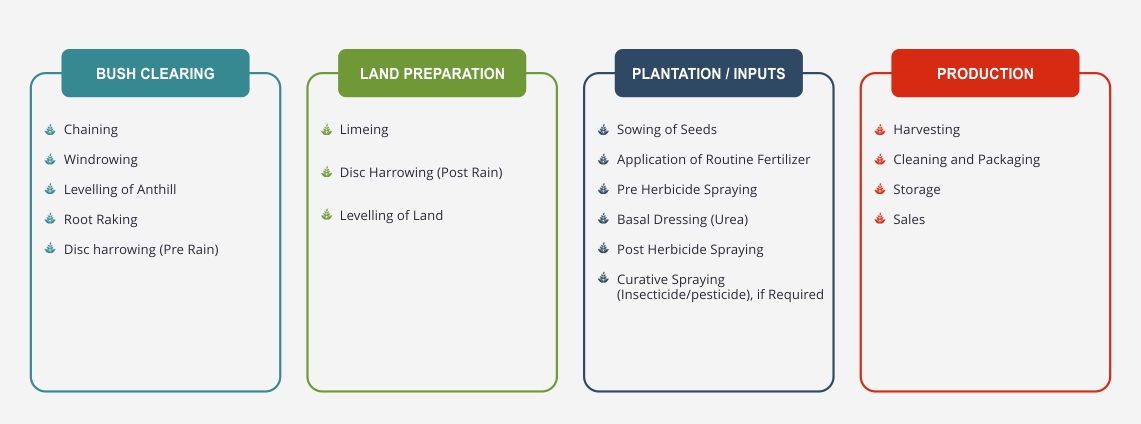 BUSH CLEARING
Chaining
Windrowing
Levelling of Anthill
Root Raking
Disc harrowing (Pre Rain)
LAND PREPARATION
Limeing
Disc Harrowing (Post Rain)
Levelling of Land
PLANTATION / INPUTS
Sowing of Seeds
Application of Routine Fertilizer
Pre Herbicide Spraying
Basal Dressing (Urea)
Post Herbicide Spraying
Curative Spraying
(Insecticide/pesticide), if Required
PRODUCTION
Harvesting
Cleaning and Packaging
Storage
Sales